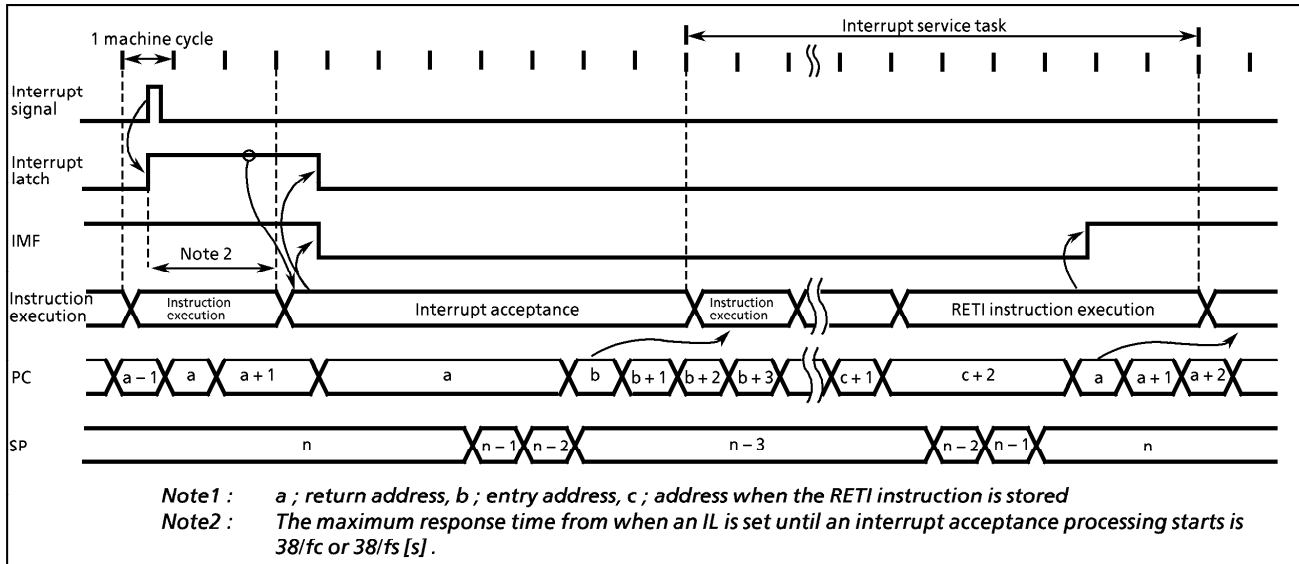 Interrupt service task
1 machine cycle
Interrupt
signal
Interrupt
latch
IMF
Note 2
Instruction
execution
Instruction
execution
Interrupt acceptance
Instruction
execution
RETI instruction execution
PC
a – 1
a
a + 1
a
b
b + 1
b + 2
b + 3
c + 1
c + 2
a
a + 1
a + 2
SP
n
n – 1
n – 2
n – 3
n – 2
n – 1
n
Note1 : a ; return address, b ; entry address, c ; address when the RETI instruction is stored
Note2 : The maximum response time from when an IL is set until an interrupt acceptance processing starts is
38/fc or 38/fs [s] .